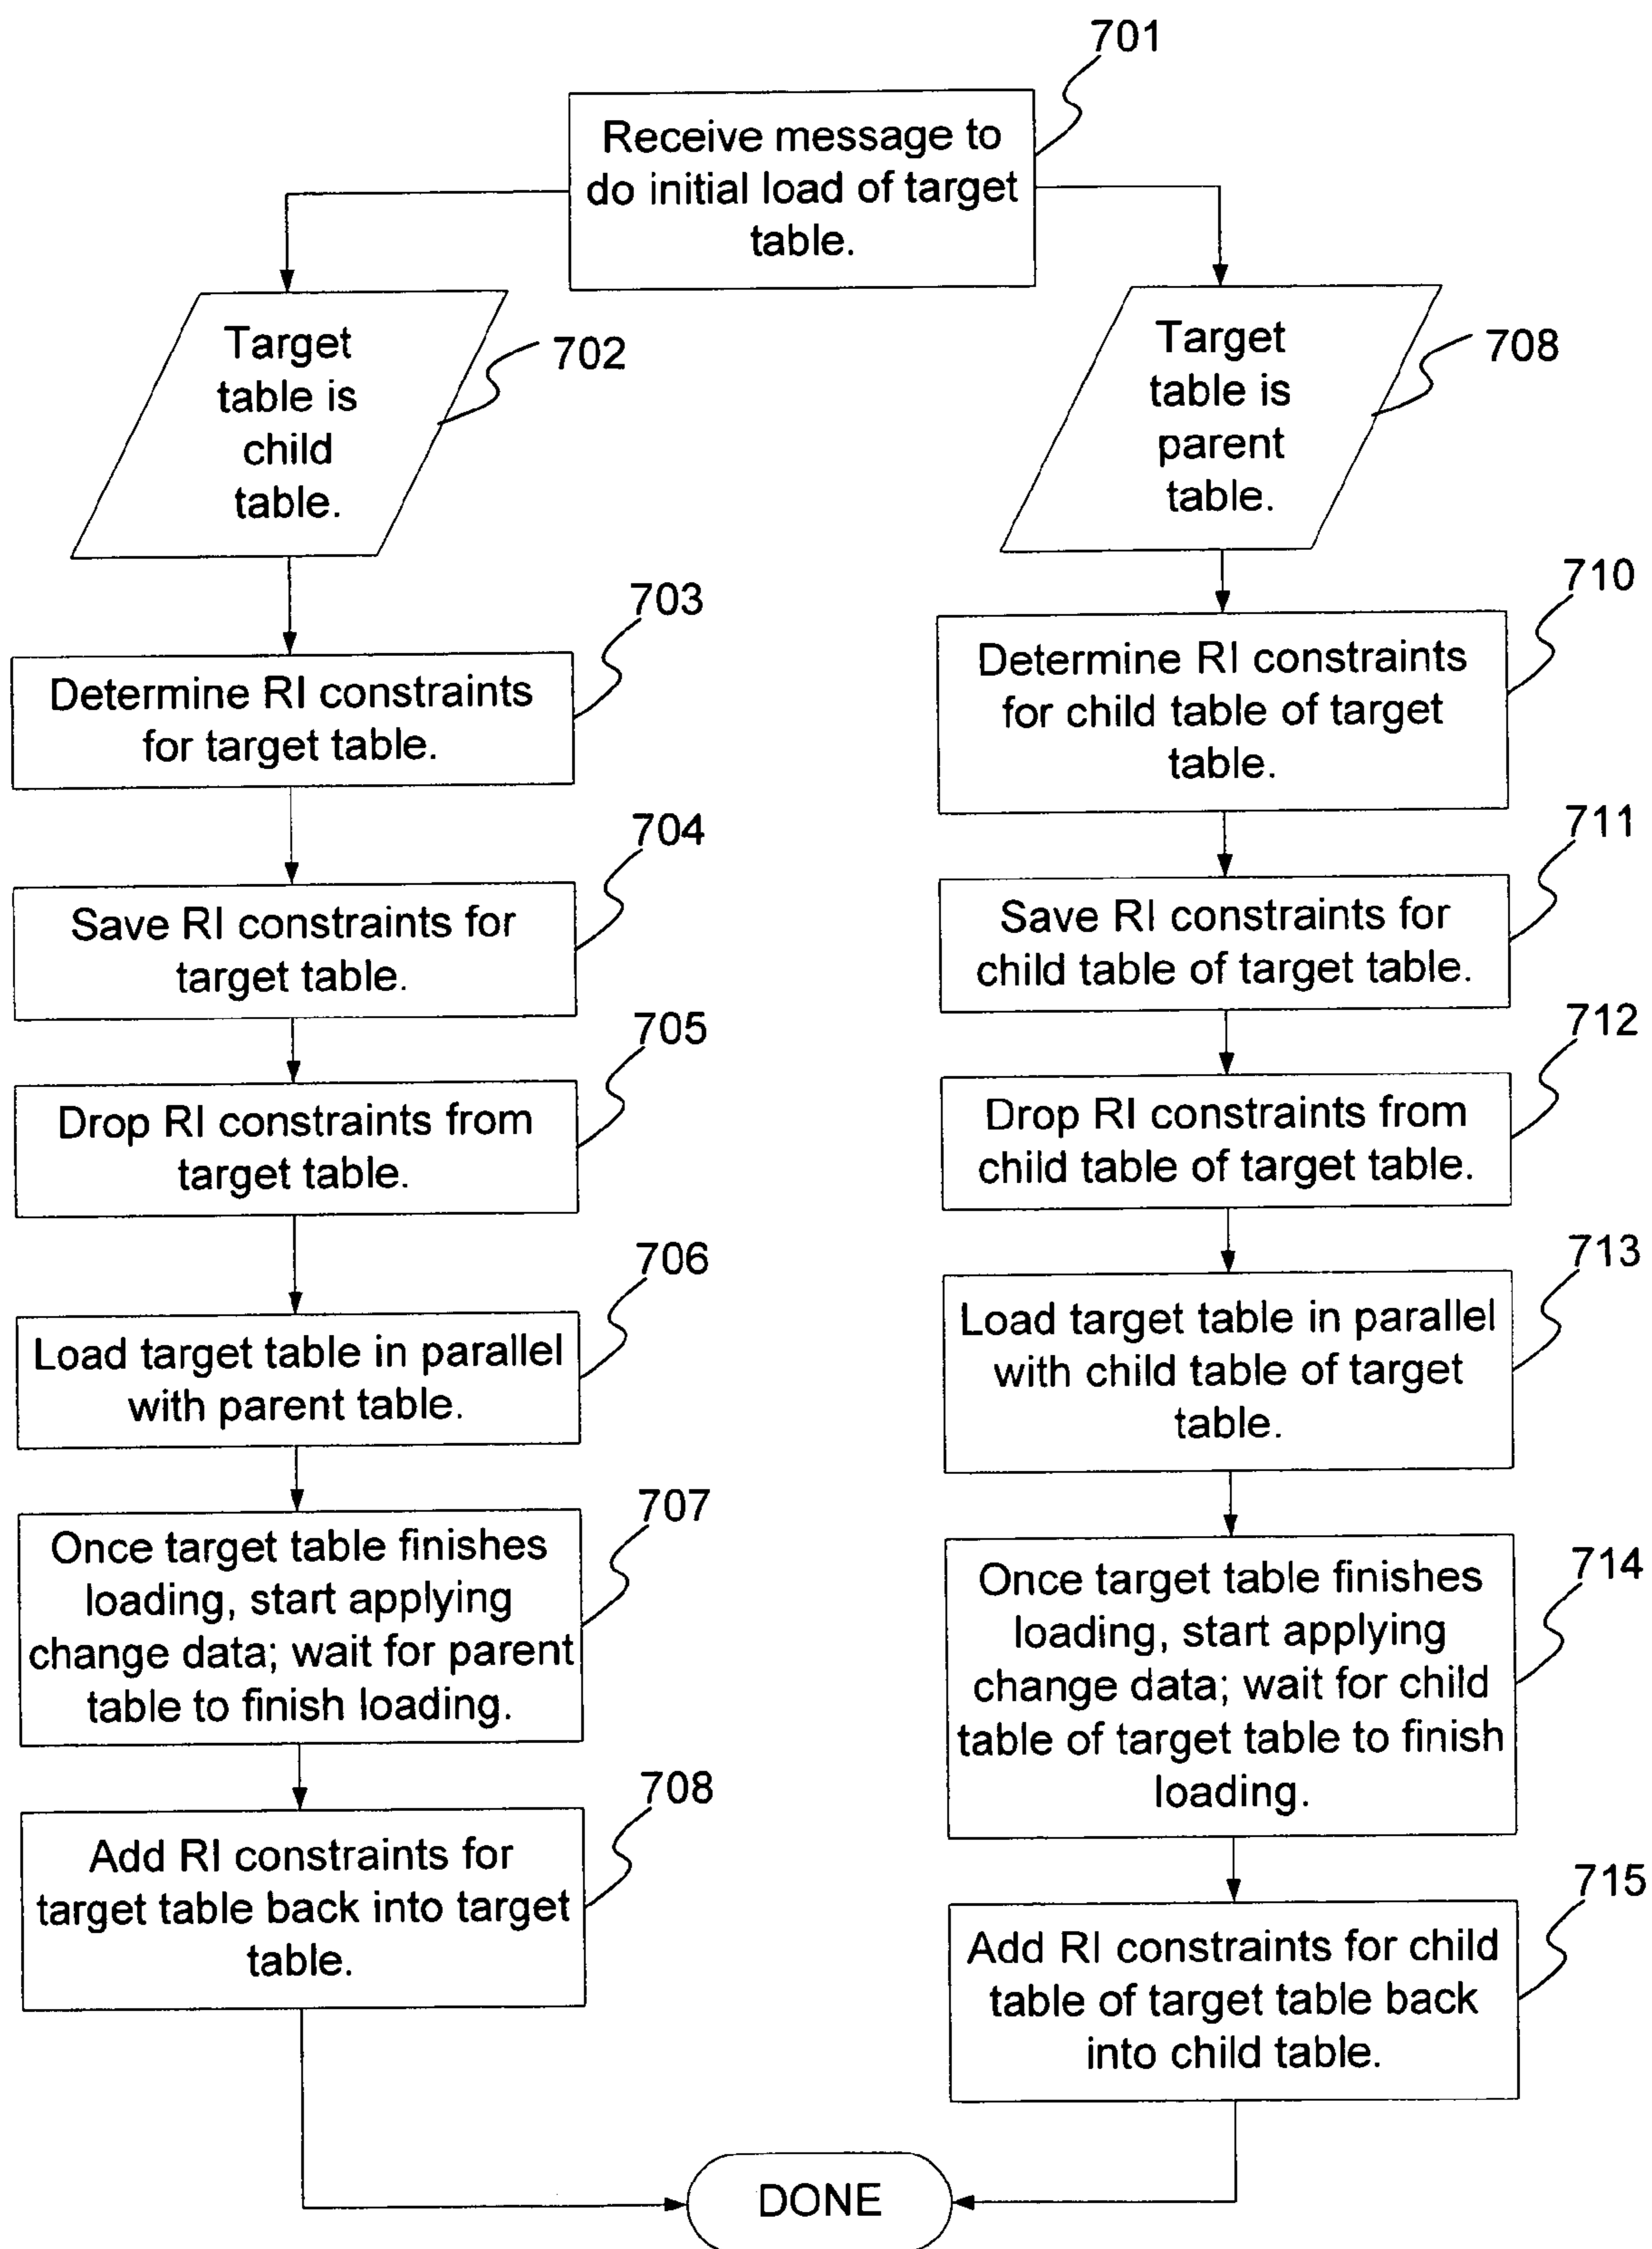 701
Receive message to
do initial load of target
table.
Target
table is
child
table.
702
Target
table is
parent
table.
708
703
Determine RI constraints
for target table.
704
Save RI constraints for
target table.
705
Drop RI constraints from
target table.
706
Load target table in parallel
with parent table.
707
Once target table finishes
loading, start applying
change data; wait for parent
table to finish loading.
708
Add RI constraints for
target table back into target
table.
710
Determine RI constraints
for child table of target
table.
711
Save RI constraints for
child table of target table.
712
Drop RI constraints from
child table of target table.
713
Load target table in parallel
with child table of target
table.
714
Once target table finishes
loading, start applying
change data; wait for child
table of target table to finish
loading.
715
Add RI constraints for child
table of target table back
into child table.
DONE